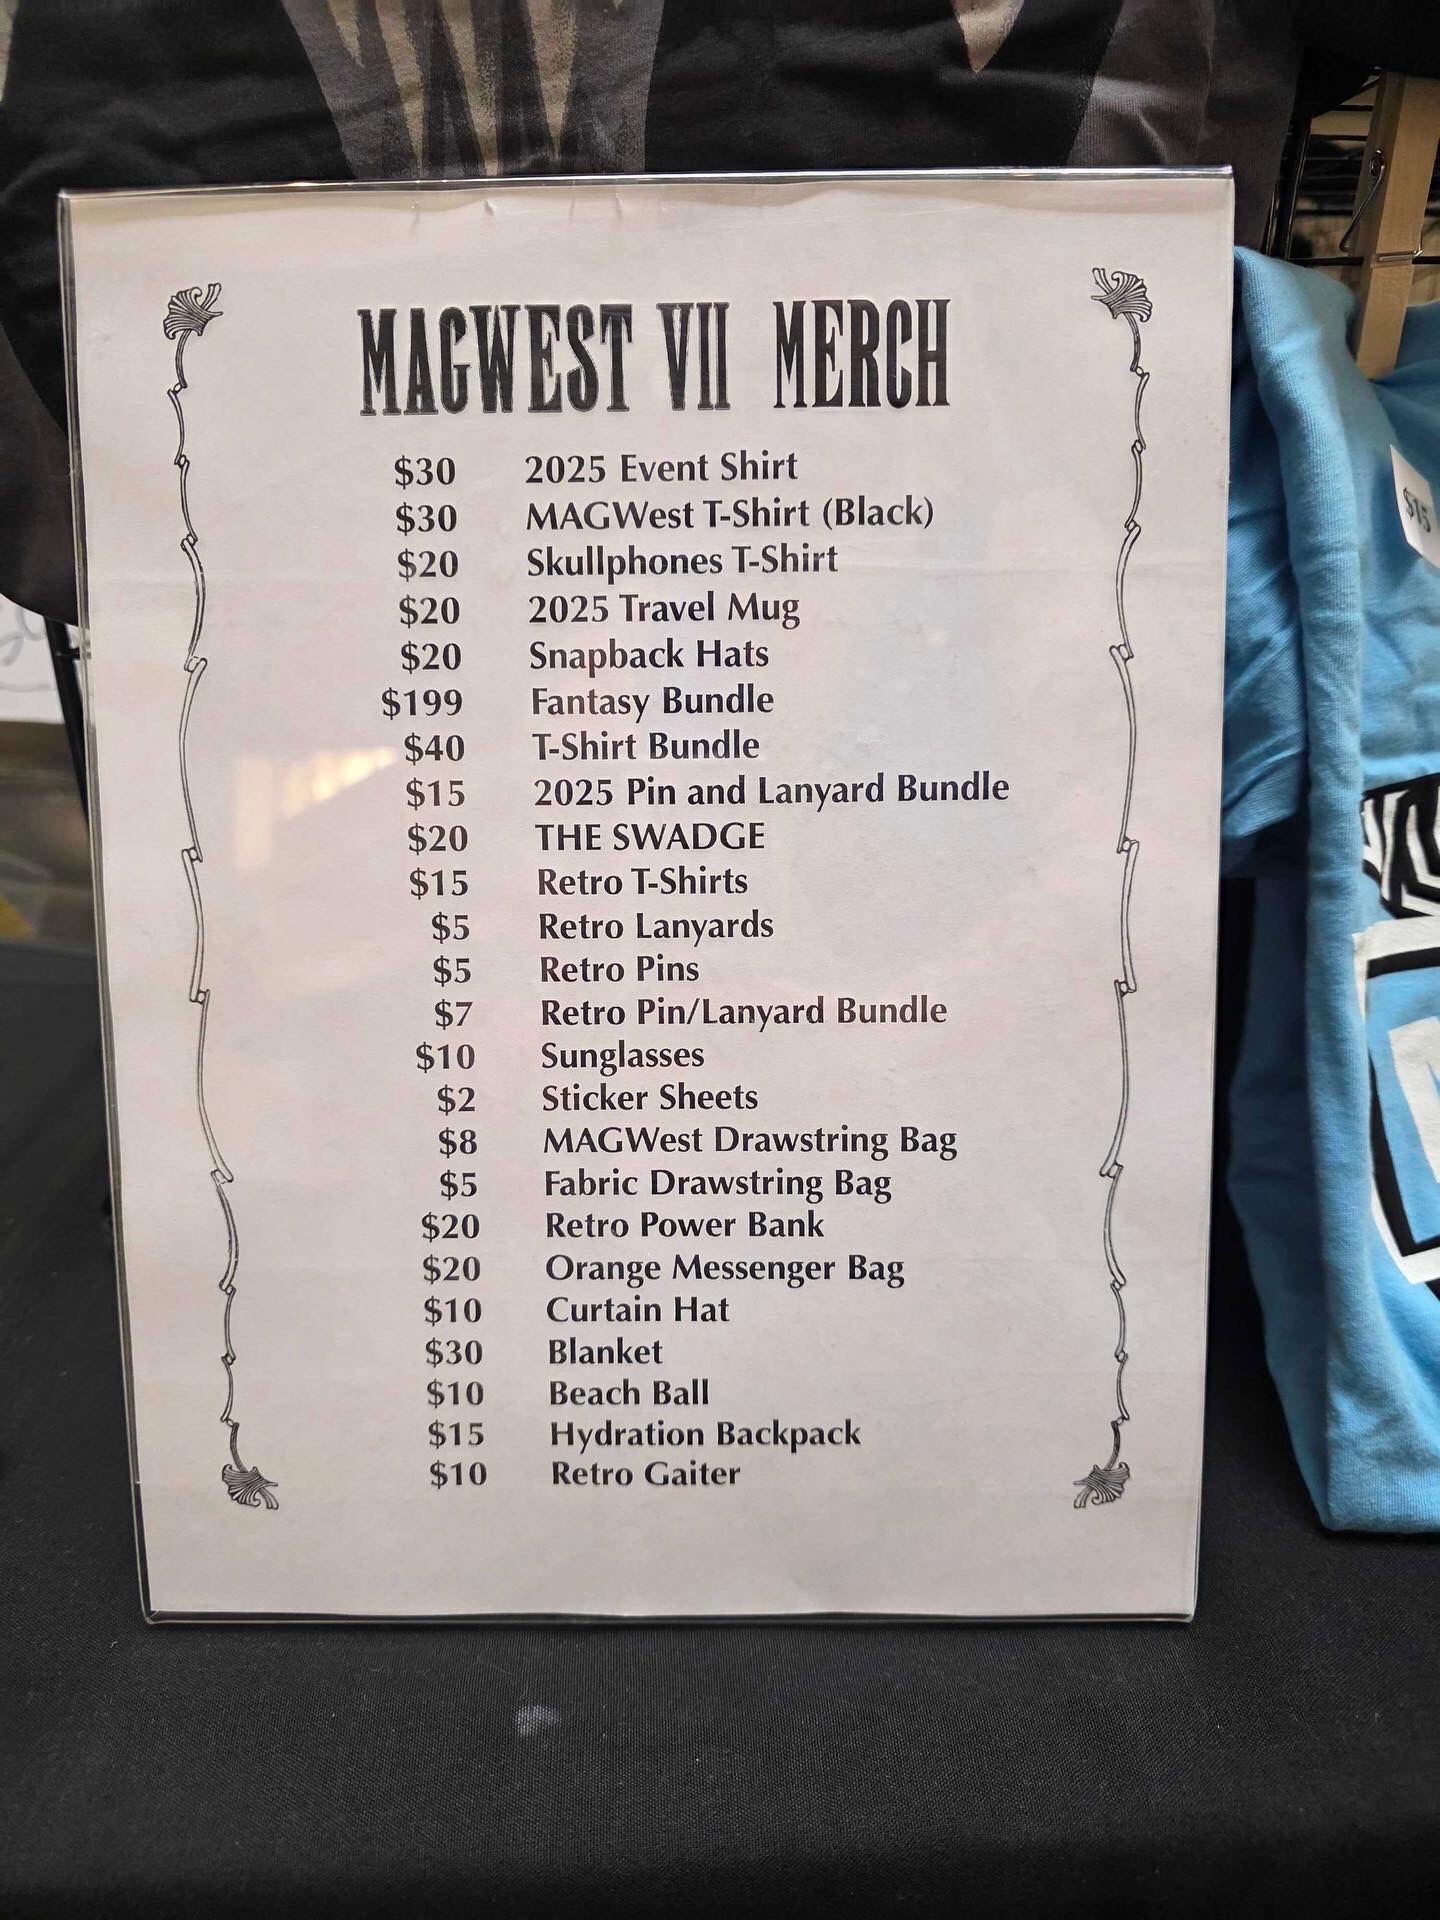 MAGWEST VII MERCH
$30 2025 Event Shirt
$30 MAGWest T-Shirt (Black)
$20 Skullphones T-Shirt
$20 2025 Travel Mug
$20 Snapback Hats
$199 Fantasy Bundle
$40 T-Shirt Bundle
$15 2025 Pin and Lanyard Bundle
$20 THE SWADGE
$15 Retro T-Shirts
$5 Retro Lanyards
$5 Retro Pins
$7 Retro Pin/Lanyard Bundle
$10 Sunglasses
$2 Sticker Sheets
$8 MAGWest Drawstring Bag
$5 Fabric Drawstring Bag
$20 Retro Power Bank
$20 Orange Messenger Bag
$10 Curtain Hat
$30 Blanket
$10 Beach Ball
$15 Hydration Backpack
$10 Retro Gaiter
$15